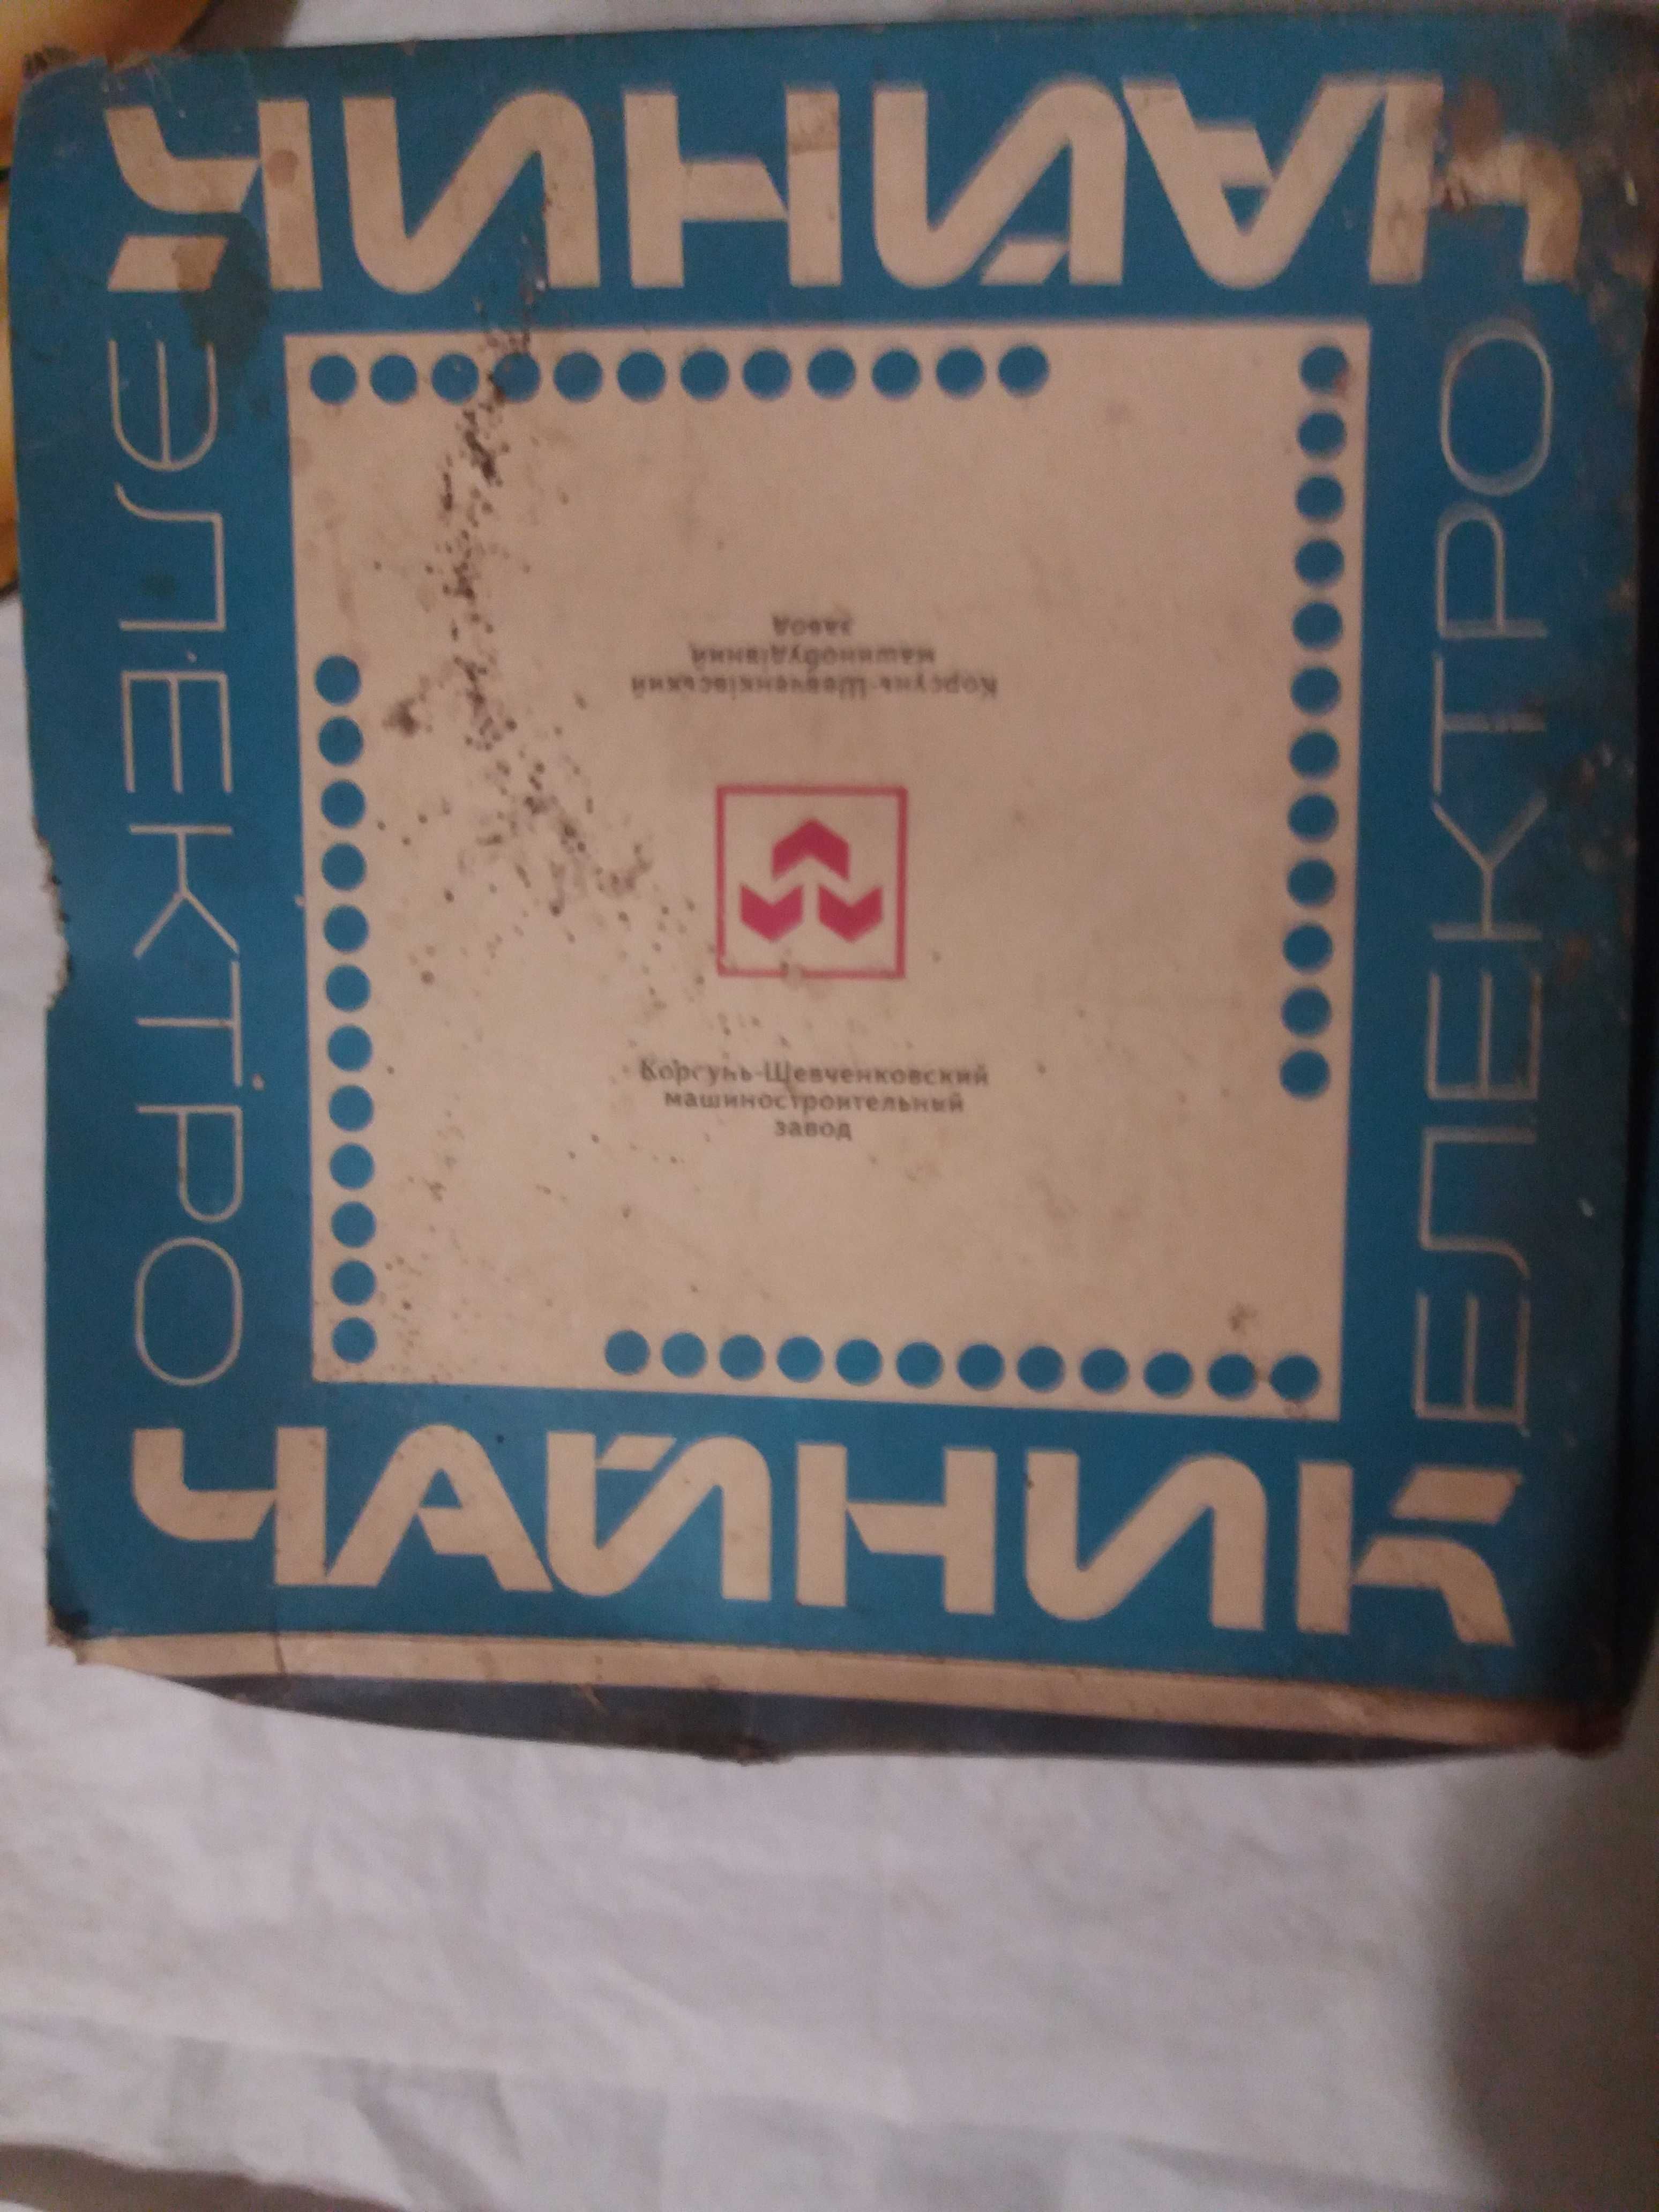 ЭЛЕКТРО
ЧАЙНИК
ЕЛЕКТРО
ЧАЙНИК
Корсунь-Шевченківський
машинобудівний
завод
Корсунь-Шевченковский
машиностроительный
завод